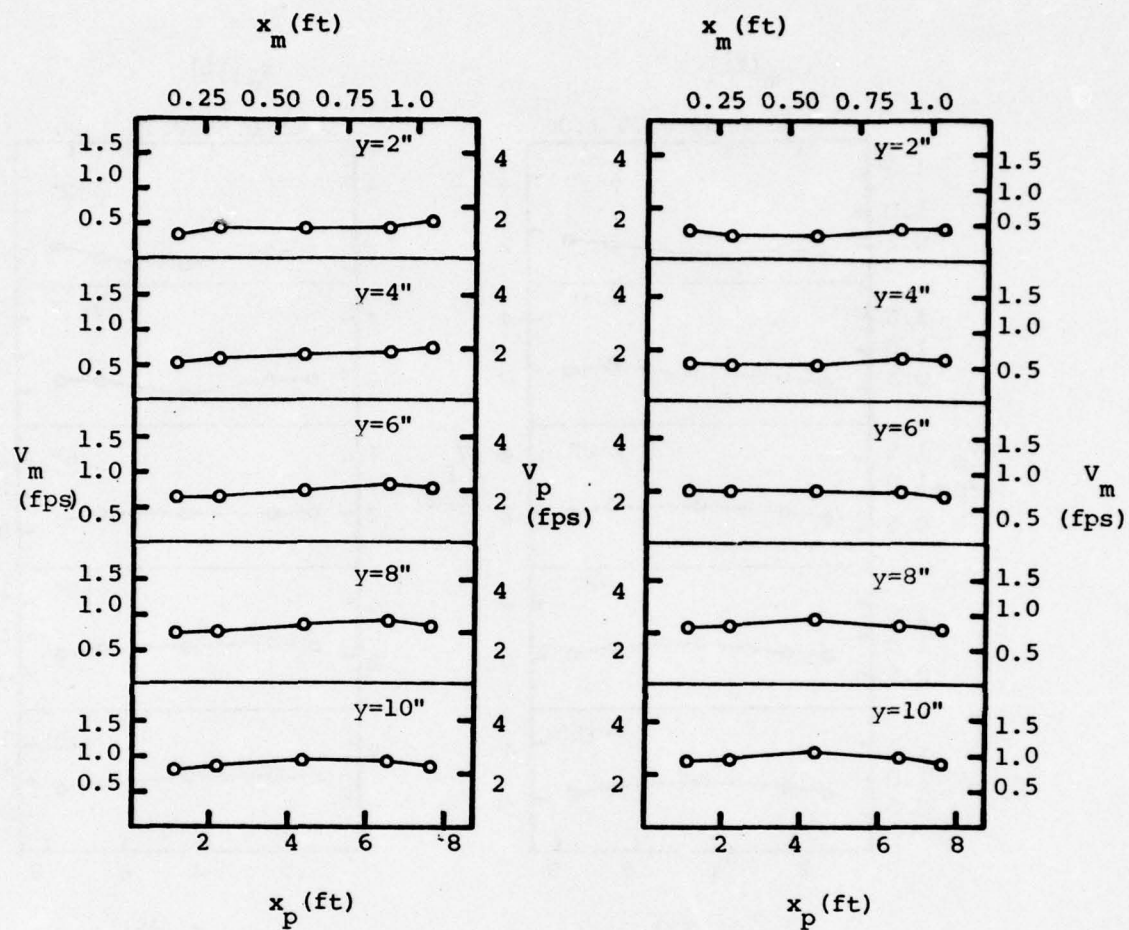 x_m (ft) x_m (ft)
0.25 0.50 0.75 1.0 0.25 0.50 0.75 1.0
y=2" y=2"
1.5 4 4 1.5
1.0 1.0
0.5 2 2 0.5
y=4" y=4"
1.5 4 4 1.5
1.0 1.0
0.5 2 2 0.5
y=6" y=6"
1.5 4 4 1.5
V_m (fps) 1.0 V_p (fps) 1.0 V_m (fps)
0.5 2 2 0.5
y=8" y=8"
1.5 4 4 1.5
1.0 1.0
0.5 2 2 0.5
y=10" y=10"
1.5 4 4 1.5
1.0 1.0
0.5 2 2 0.5
2 4 6 8 2 4 6 8
x_p (ft) x_p (ft)